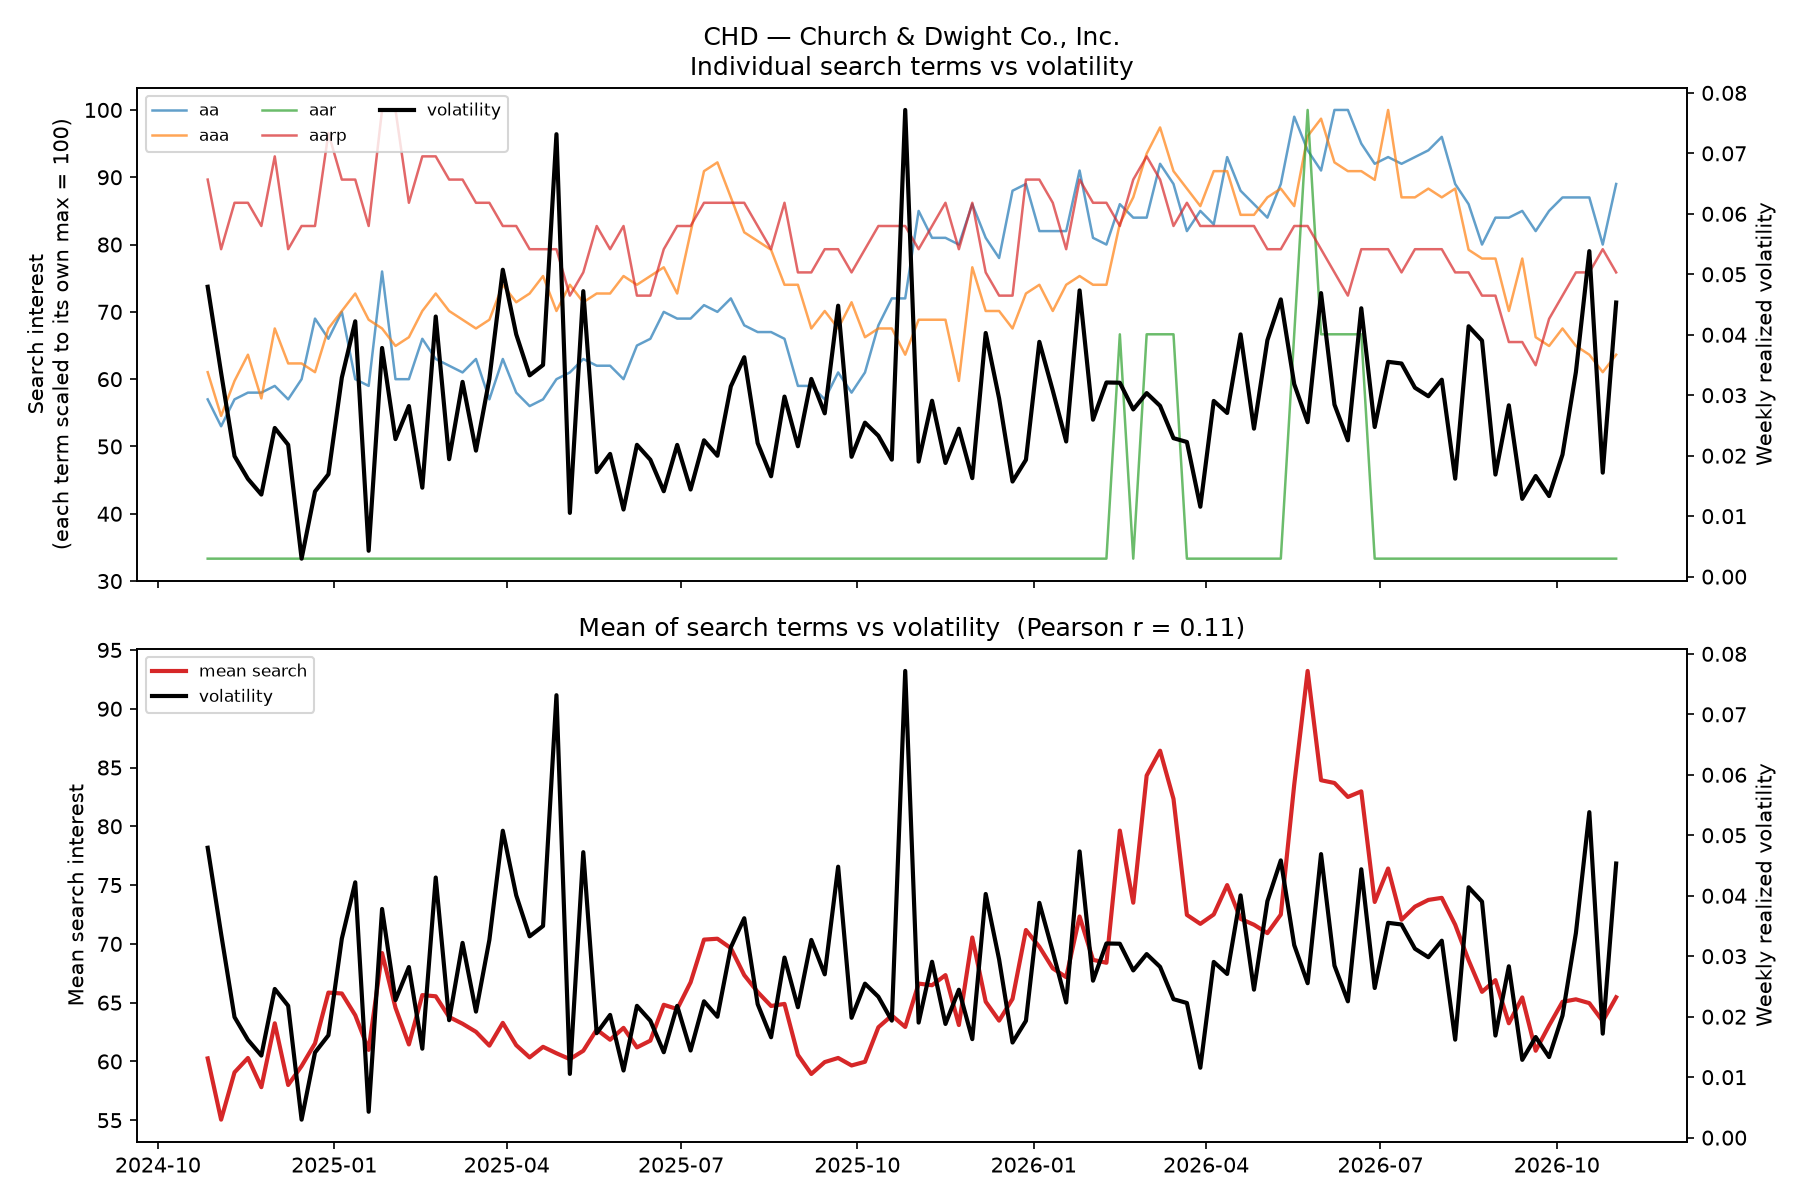 CHD — Church & Dwight Co., Inc.
Individual search terms vs volatility
aa
aaa
aar
aarp
volatility
Search interest
(each term scaled to its own max = 100)
100
90
80
70
60
50
40
30
0.08
0.07
0.06
0.05
0.04
0.03
0.02
0.01
0.00
Weekly realized volatility
Mean of search terms vs volatility  (Pearson r = 0.11)
mean search
volatility
Mean search interest
95
90
85
80
75
70
65
60
55
0.08
0.07
0.06
0.05
0.04
0.03
0.02
0.01
0.00
Weekly realized volatility
2024-10
2025-01
2025-04
2025-07
2025-10
2026-01
2026-04
2026-07
2026-10